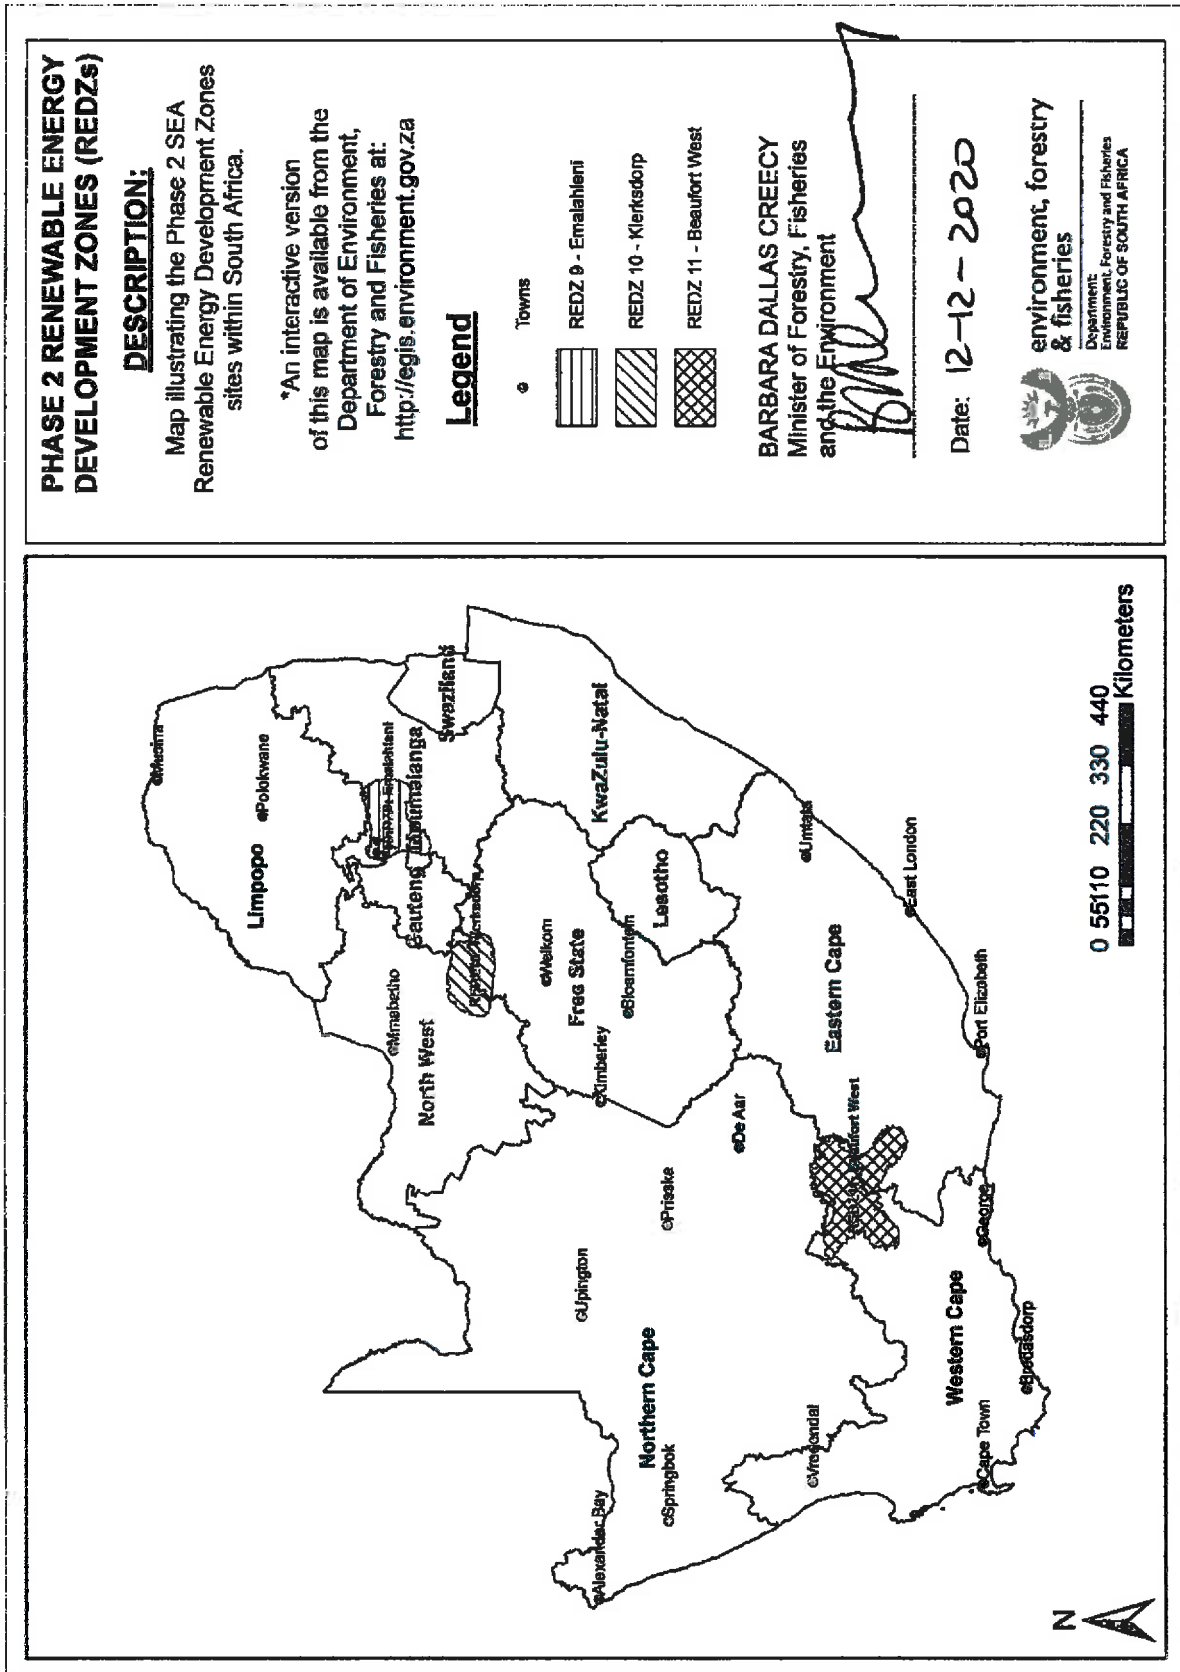 PHASE 2 RENEWABLE ENERGY
DEVELOPMENT ZONES (REDZs)
DESCRIPTION:
Map illustrating the Phase 2 SEA
Renewable Energy Development Zones
sites within South Africa.
*An interactive version
of this map is available from the
Department of Environment,
Forestry and Fisheries at:
http://egis.environment.gov.za
Legend
Towns
REDZ 9 - Emalahleni
REDZ 10 - Klerksdorp
REDZ 11 - Beaufort West
BARBARA DALLAS CREECY
Minister of Forestry, Fisheries
and the Environment
Date: 12-12-2020
environment, forestry
& fisheries
Department:
Environment, Forestry and Fisheries
REPUBLIC OF SOUTH AFRICA
Musina
Polokwane
Limpopo
Mpumalanga
Swaziland
Gauteng
Mmabatho
North West
Welkom
Free State
KwaZulu-Natal
Bloemfontein
Lesotho
Kimberley
Upington
Prieska
De Aar
Northern Cape
Alexander Bay
Springbok
Umtata
Eastern Cape
East London
Port Elizabeth
Vredendal
Western Cape
George
Cape Town
Bredasdorp
N
0 55110 220 330 440
Kilometers